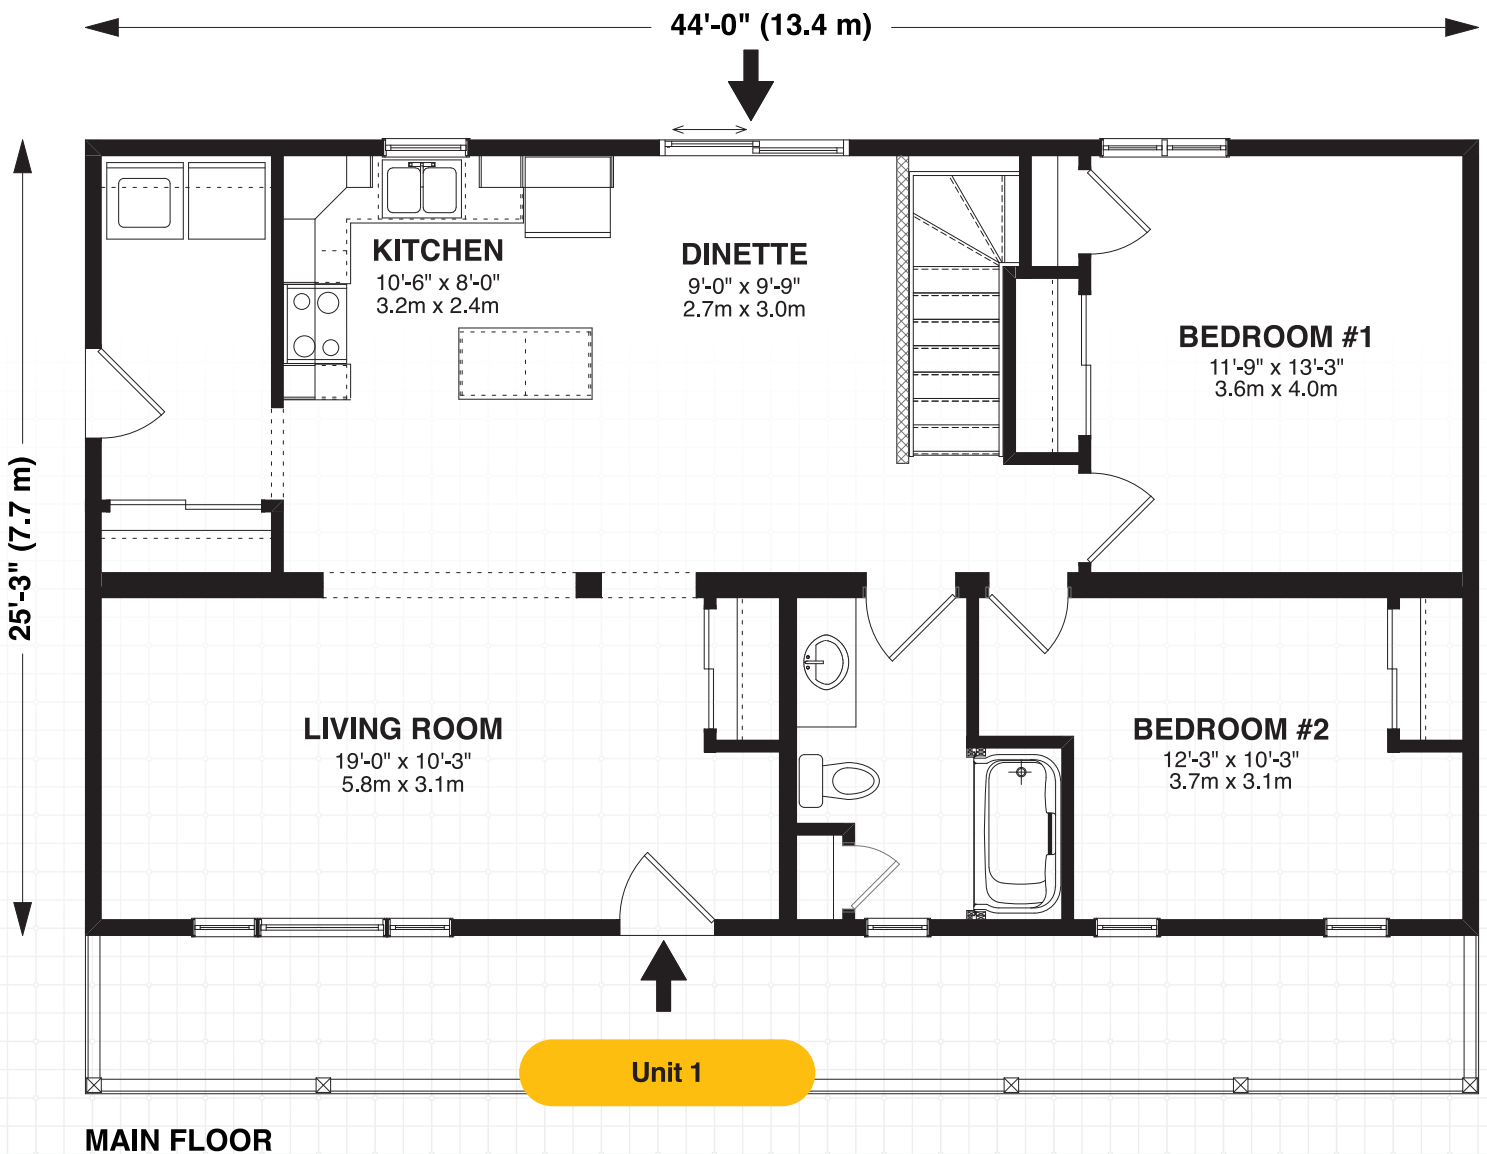 44'-0" (13.4 m)
25'-3" (7.7 m)
KITCHEN
10'-6" x 8'-0"
3.2m x 2.4m
DINETTE
9'-0" x 9'-9"
2.7m x 3.0m
BEDROOM #1
11'-9" x 13'-3"
3.6m x 4.0m
LIVING ROOM
19'-0" x 10'-3"
5.8m x 3.1m
BEDROOM #2
12'-3" x 10'-3"
3.7m x 3.1m
Unit 1
MAIN FLOOR